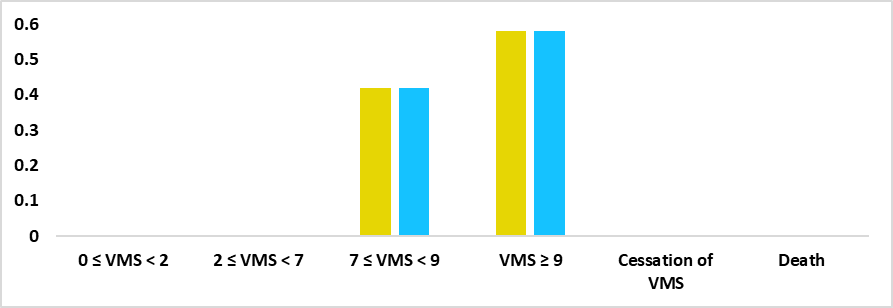 0.6
0.5
0.4
0.3
0.2
0.1
0
0 ≤ VMS < 2
2 ≤ VMS < 7
7 ≤ VMS < 9
VMS ≥ 9
Cessation of
VMS
Death